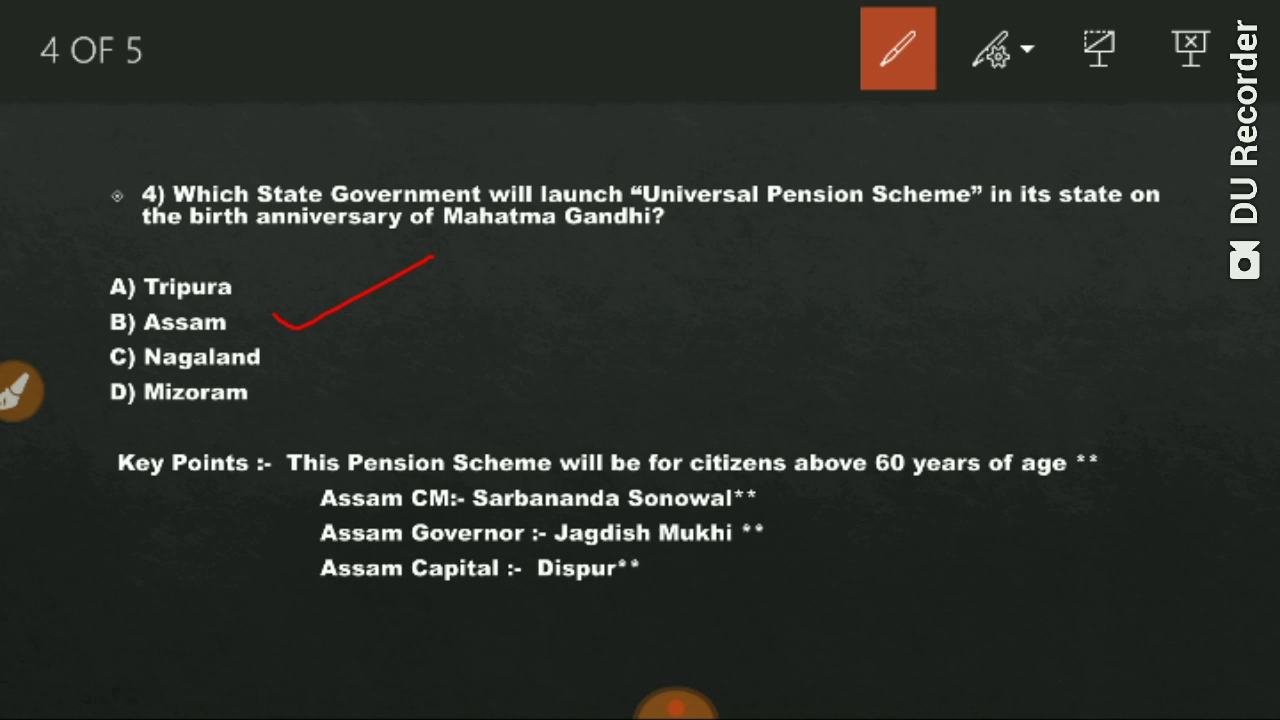 4 OF 5
DU Recorder
4) Which State Government will launch “Universal Pension Scheme” in its state on
the birth anniversary of Mahatma Gandhi?
A) Tripura
B) Assam
C) Nagaland
D) Mizoram
Key Points :- This Pension Scheme will be for citizens above 60 years of age **
Assam CM:- Sarbananda Sonowal**
Assam Governor :- Jagdish Mukhi **
Assam Capital :- Dispur**